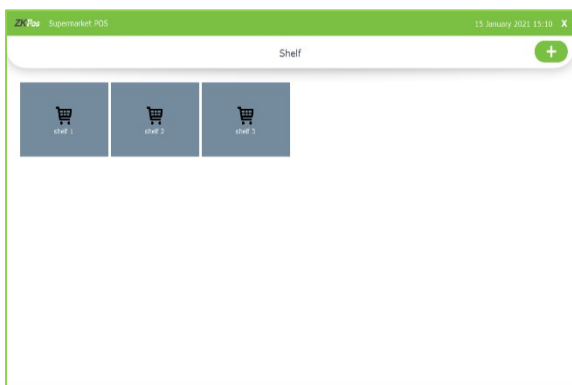 ZKPos Supermarket POS 15 January 2021 15:10 X
Shelf +
shelf 1 shelf 2 shelf 3